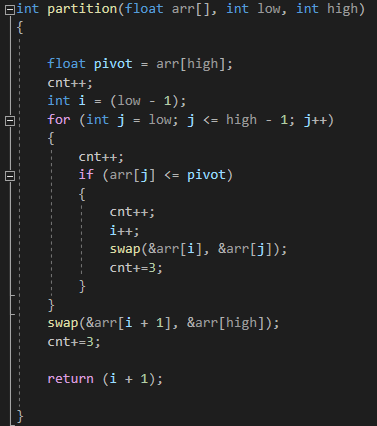 int partition(float arr[], int low, int high)
{
float pivot = arr[high];
cnt++;
int i = (low - 1);
for (int j = low; j <= high - 1; j++)
{
cnt++;
if (arr[j] <= pivot)
{
cnt++;
i++;
swap(&arr[i], &arr[j]);
cnt+=3;
}
}
swap(&arr[i + 1], &arr[high]);
cnt+=3;
return (i + 1);
}